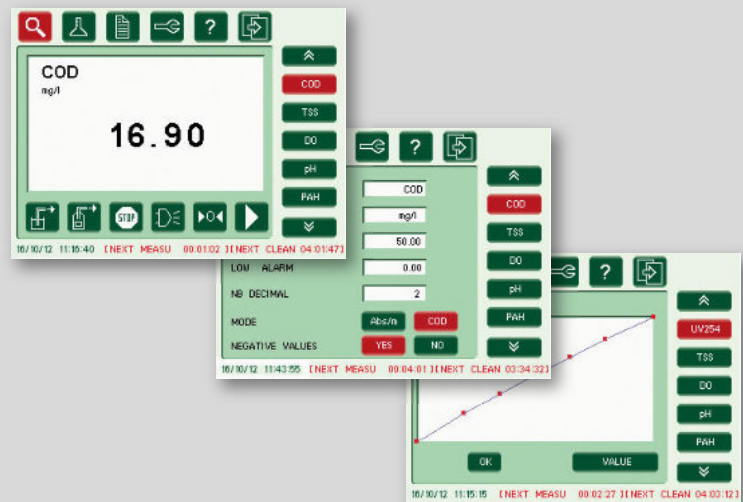 ?
COD
mg/l
16.90
COD
TSS
DO
pH
PAH
STOP
16/10/12 11:16:40 [NEXT MEASU 00:01:02 ][NEXT CLEAN 04:01:47]
?
COD
mg/l
50.00
LOW ALARM 0.00
NB DECIMAL 2
MODE Abs/n COD
NEGATIVE VALUES YES NO
COD
TSS
DO
pH
PAH
16/10/12 11:43:55 [NEXT MEASU 00:04:01 ][NEXT CLEAN 03:34:32]
?
UV254
TSS
DO
pH
PAH
OK VALUE
16/10/12 11:15:15 [NEXT MEASU 00:02:27 ][NEXT CLEAN 04:03:12]